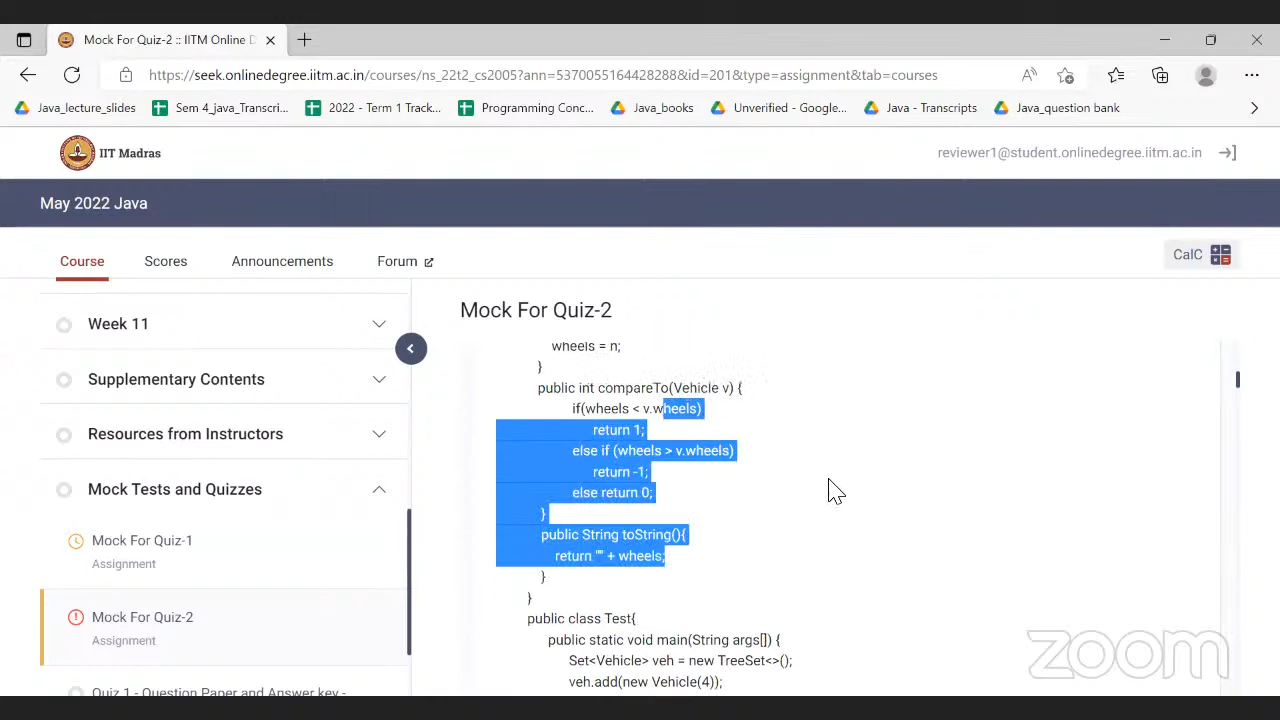 Mock For Quiz-2 :: IITM Online D
https://seek.onlinedegree.iitm.ac.in/courses/ns_22t2_cs2005?ann=5370055164428288&id=201&type=assignment&tab=courses
Java_lecture_slides
Sem 4_java_Transcri...
2022 - Term 1 Track...
Programming Conc...
Java_books
Unverified - Google...
Java - Transcripts
Java_question bank
IIT Madras
reviewer1@student.onlinedegree.iitm.ac.in
May 2022 Java
Course
Scores
Announcements
Forum
CalC
Week 11
Supplementary Contents
Resources from Instructors
Mock Tests and Quizzes
Mock For Quiz-1
Assignment
Mock For Quiz-2
Assignment
Quiz 1 - Question Paper and Answer key -
Mock For Quiz-2
wheels = n;
}
public int compareTo(Vehicle v) {
if(wheels < v.wheels)
return 1;
else if (wheels > v.wheels)
return -1;
else return 0;
}
public String toString(){
return "" + wheels;
}
}
public class Test{
public static void main(String args[]) {
Set<Vehicle> veh = new TreeSet<>();
veh.add(new Vehicle(4));
zoom